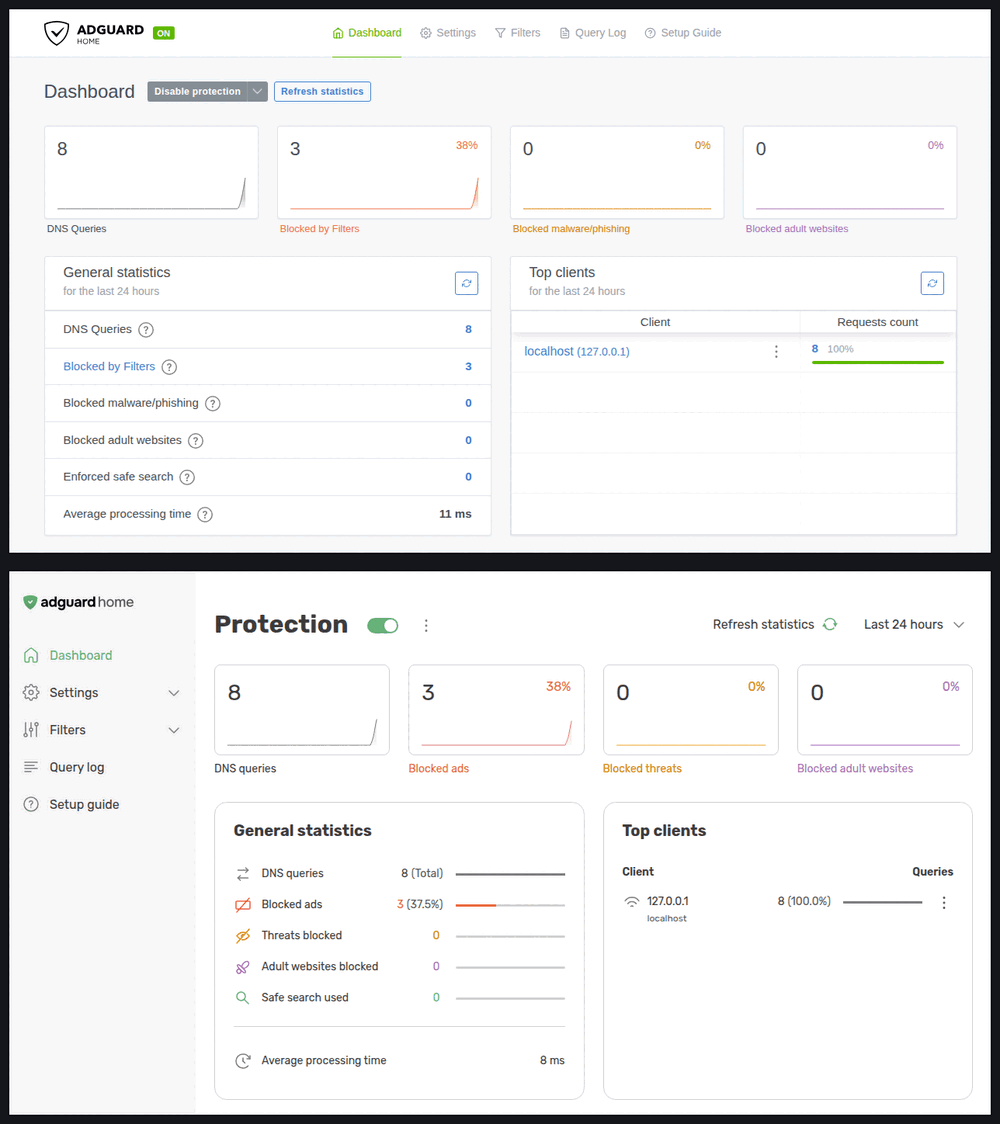 ADGUARD
HOME
ON
Dashboard
Settings
Filters
Query Log
Setup Guide
Dashboard
Disable protection
Refresh statistics
8
3
38%
0
0%
0
0%
DNS Queries
Blocked by Filters
Blocked malware/phishing
Blocked adult websites
General statistics
for the last 24 hours
DNS Queries ? 8
Blocked by Filters ? 3
Blocked malware/phishing ? 0
Blocked adult websites ? 0
Enforced safe search ? 0
Average processing time ? 11 ms
Top clients
for the last 24 hours
Client Requests count
localhost (127.0.0.1) 8 100%
adguard home
Dashboard
Settings
Filters
Query log
Setup guide
Protection
Refresh statistics
Last 24 hours
8
3
38%
0
0%
0
0%
DNS queries
Blocked ads
Blocked threats
Blocked adult websites
General statistics
DNS queries 8 (Total)
Blocked ads 3 (37.5%)
Threats blocked 0
Adult websites blocked 0
Safe search used 0
Average processing time 8 ms
Top clients
Client Queries
127.0.0.1 8 (100.0%)
localhost